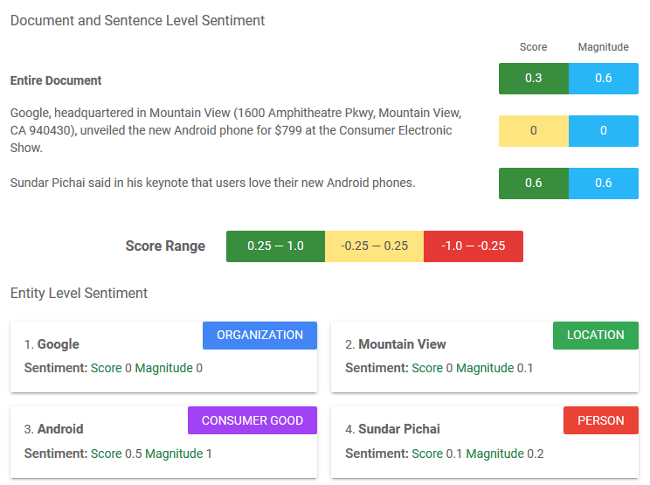 Document and Sentence Level Sentiment
Score Magnitude
Entire Document 0.3 0.6
Google, headquartered in Mountain View (1600 Amphitheatre Pkwy, Mountain View,
CA 940430), unveiled the new Android phone for $799 at the Consumer Electronic
Show.
0 0
Sundar Pichai said in his keynote that users love their new Android phones. 0.6 0.6
Score Range 0.25 — 1.0 -0.25 — 0.25 -1.0 — -0.25
Entity Level Sentiment
ORGANIZATION
1. Google
Sentiment: Score 0 Magnitude 0
LOCATION
2. Mountain View
Sentiment: Score 0 Magnitude 0.1
CONSUMER GOOD
3. Android
Sentiment: Score 0.5 Magnitude 1
PERSON
4. Sundar Pichai
Sentiment: Score 0.1 Magnitude 0.2